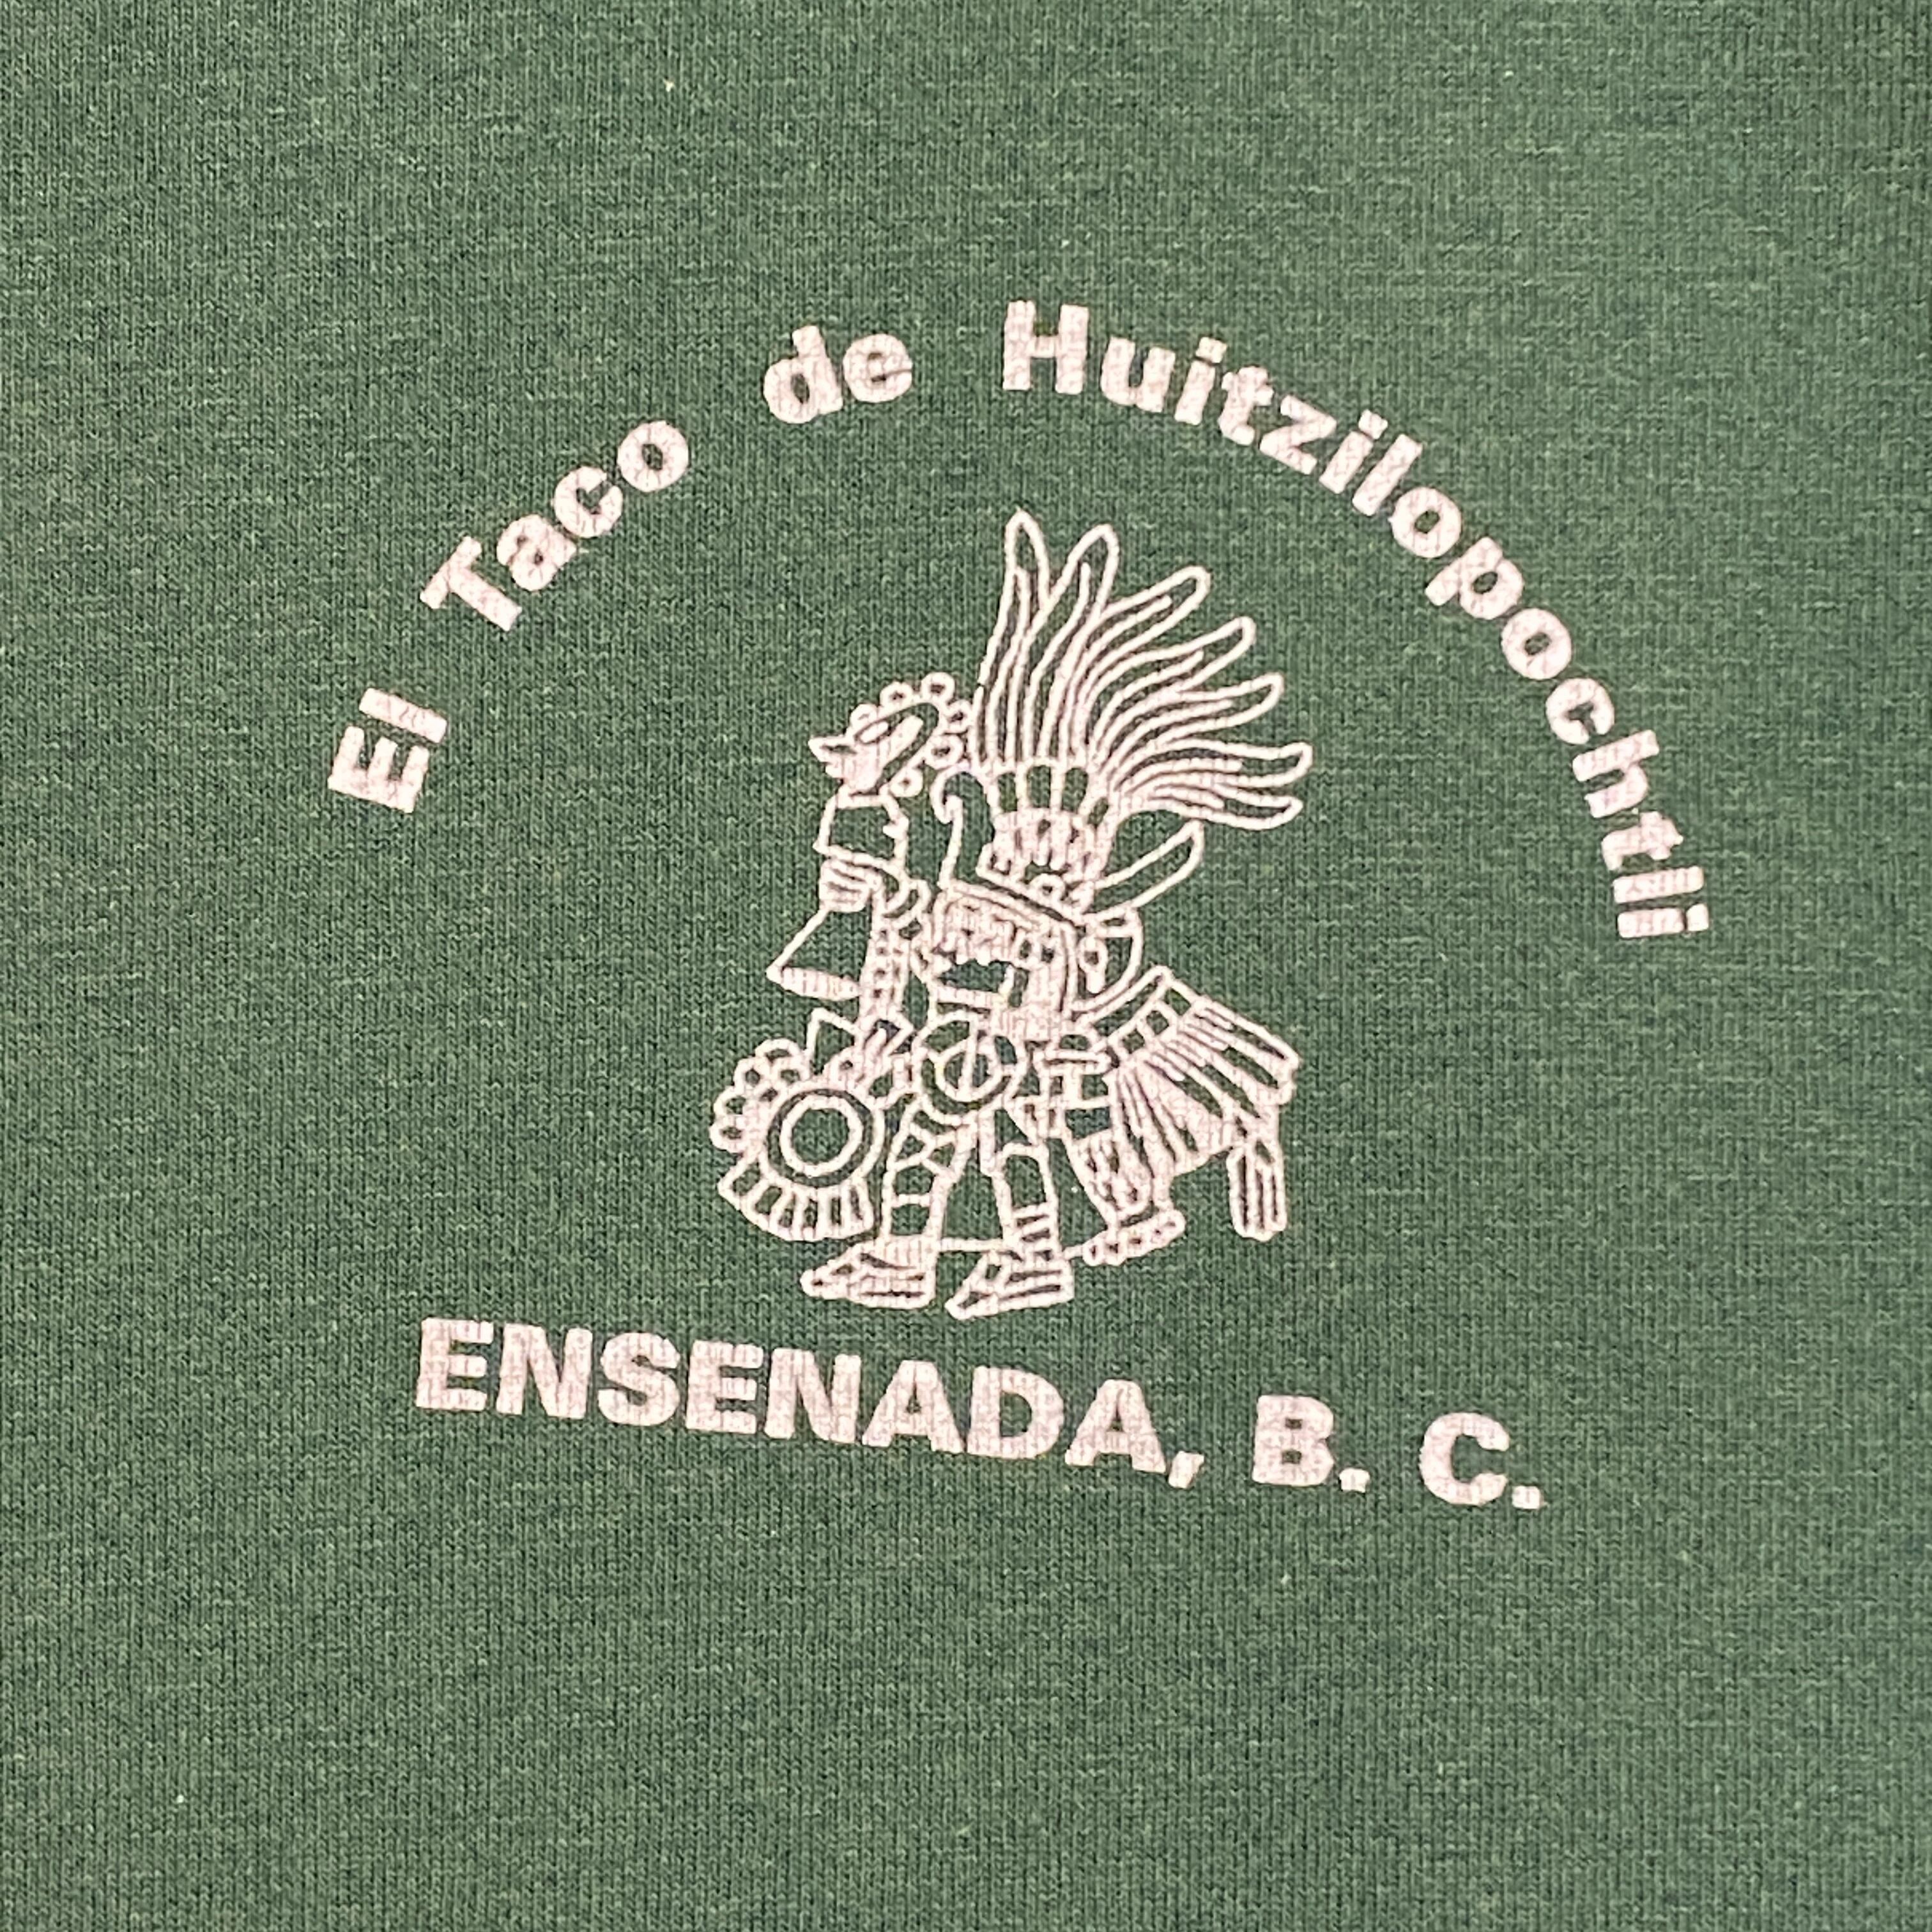 El Taco de Huitzilopochtli
ENSENADA, B. C.